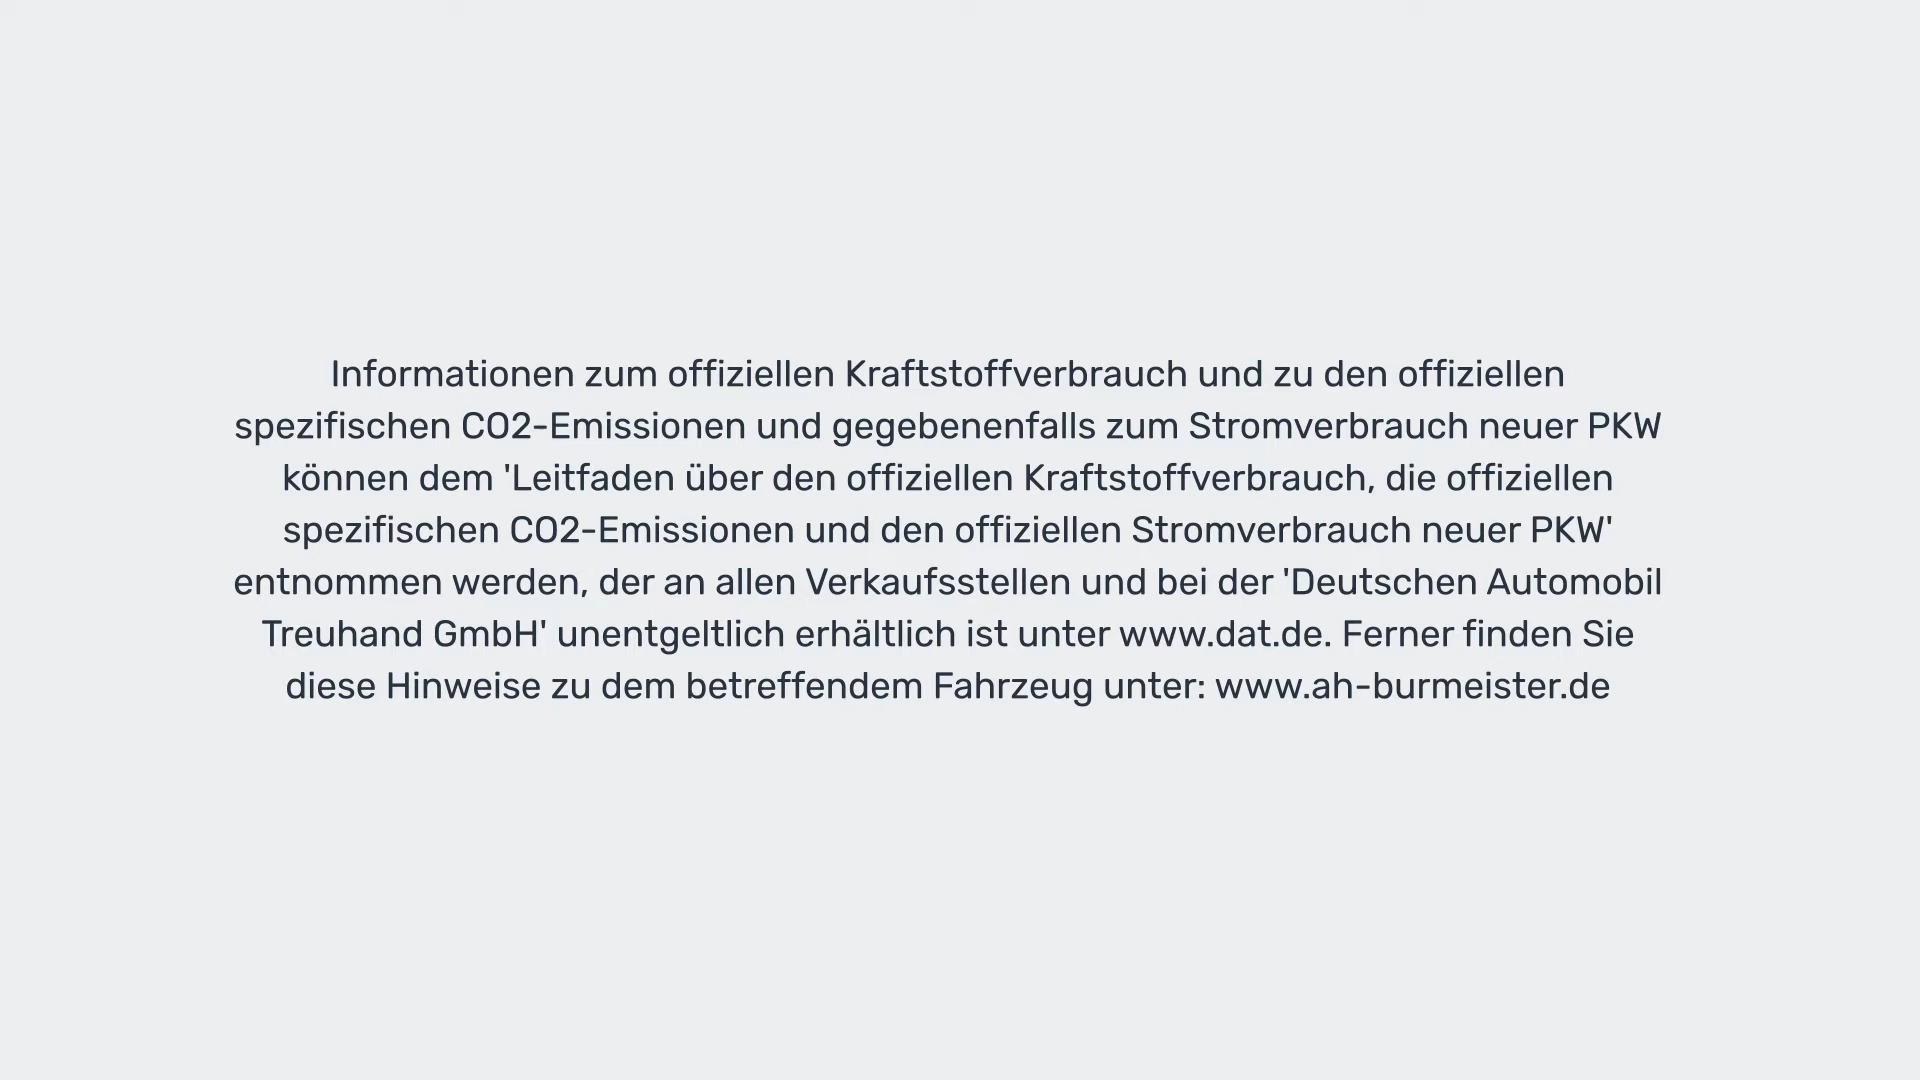 Informationen zum offiziellen Kraftstoffverbrauch und zu den offiziellen
spezifischen CO2-Emissionen und gegebenenfalls zum Stromverbrauch neuer PKW
können dem 'Leitfaden über den offiziellen Kraftstoffverbrauch, die offiziellen
spezifischen CO2-Emissionen und den offiziellen Stromverbrauch neuer PKW'
entnommen werden, der an allen Verkaufsstellen und bei der 'Deutschen Automobil
Treuhand GmbH' unentgeltlich erhältlich ist unter www.dat.de. Ferner finden Sie
diese Hinweise zu dem betreffendem Fahrzeug unter: www.ah-burmeister.de